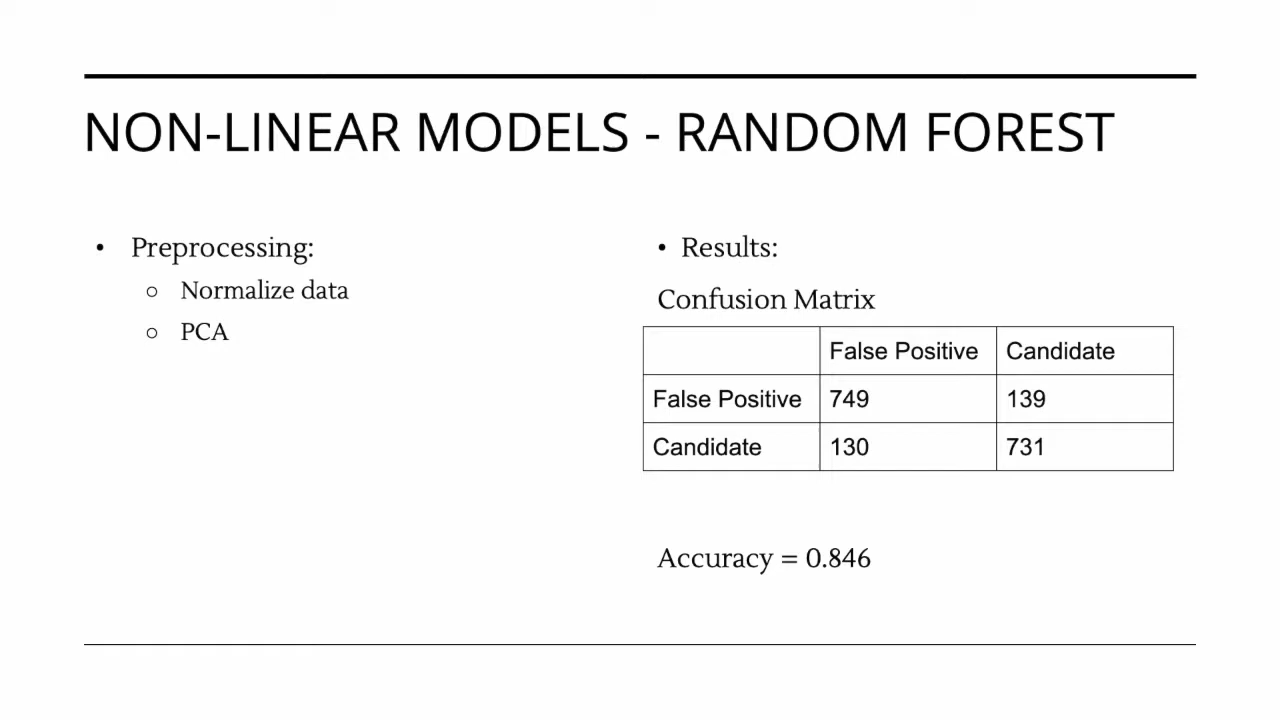 NON-LINEAR MODELS - RANDOM FOREST
• Preprocessing:
○ Normalize data
○ PCA
• Results:
Confusion Matrix
False Positive Candidate
False Positive 749 139
Candidate 130 731
Accuracy = 0.846